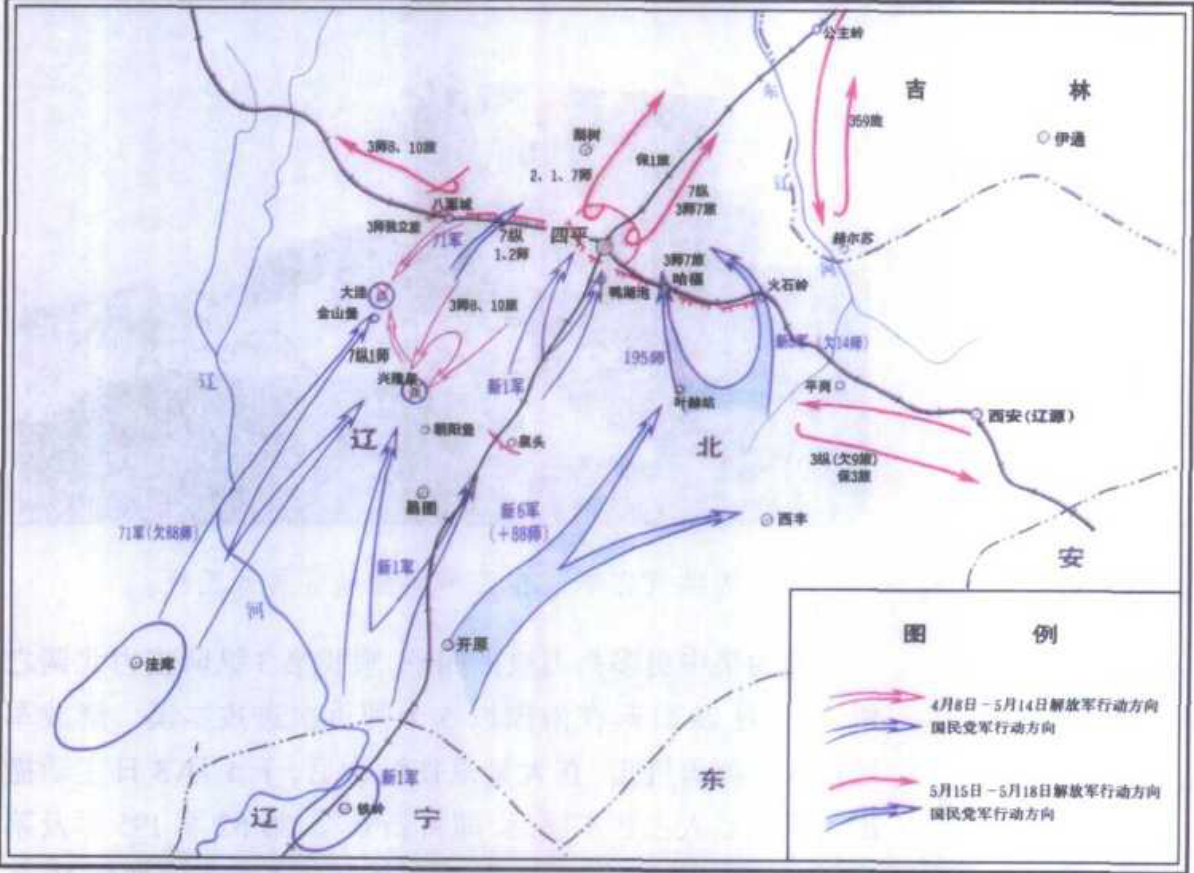 公主岭
吉 林
东
辽
河
359旅
伊通
梨树
3师8、10旅
2、1、7师
保1旅
7纵
3师7旅
八面城
3师独立旅
71军
7纵
1.2师
四平
赫尔苏
3师7旅
哈福
鸭湖泡
火石岭
大洼
金山堡
3师8、10旅
7纵1师
兴隆泉
195师
新6军(欠14师)
新1军
平岗
叶赫站
西安(辽源)
辽
辽 北
朝阳堡
泉头
3纵(欠9旅)
保3旅
昌图
新6军
(+88师)
西丰
71军(欠88师)
新1军
安
河
开原
法库
新1军
铁岭
辽 宁
东
图 例
4月8日-5月14日解放军行动方向
国民党军行动方向
5月15日-5月18日解放军行动方向
国民党军行动方向